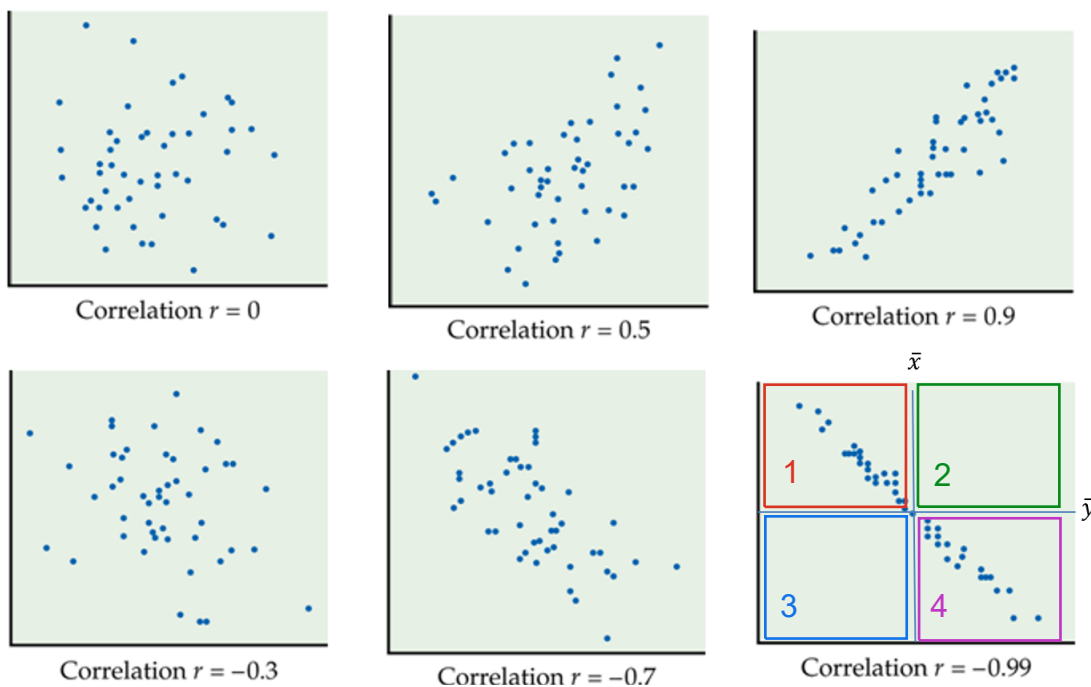 Correlation r = 0
Correlation r = 0.5
Correlation r = 0.9
Correlation r = −0.3
Correlation r = −0.7
x̄
1
2
ȳ
3
4
Correlation r = −0.99